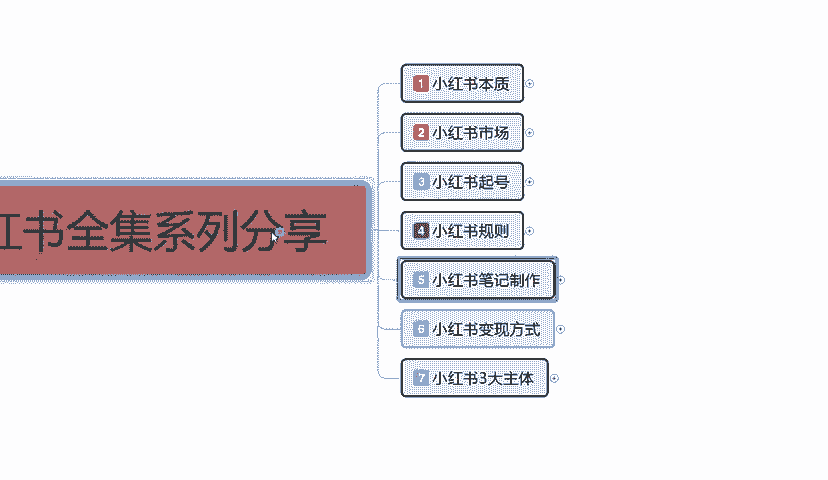 红书全集系列分享
1 小红书本质
2 小红书市场
3 小红书起号
4 小红书规则
5 小红书笔记制作
6 小红书变现方式
7 小红书3大主体